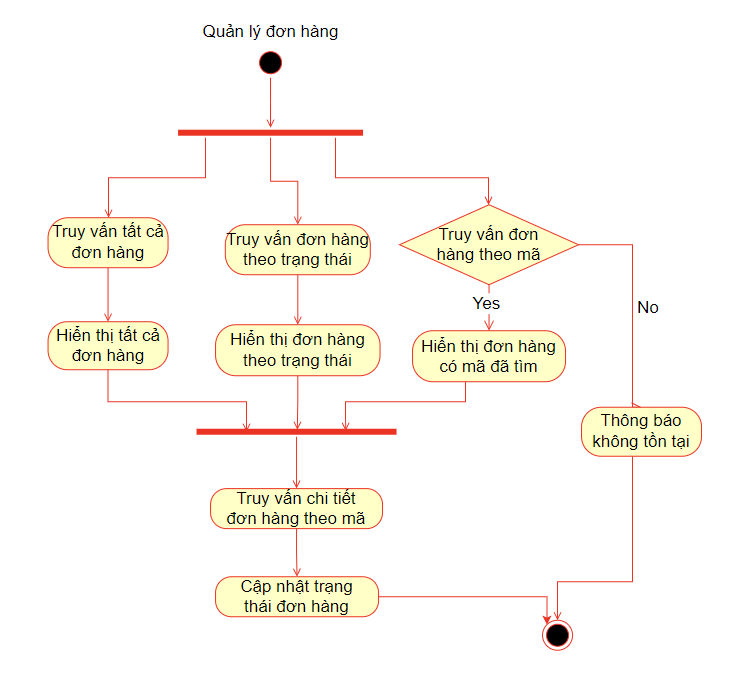 Quản lý đơn hàng
Truy vấn tất cả
đơn hàng
Truy vấn đơn hàng
theo trạng thái
Truy vấn đơn
hàng theo mã
Yes
No
Hiển thị tất cả
đơn hàng
Hiển thị đơn hàng
theo trạng thái
Hiển thị đơn hàng
có mã đã tìm
Thông báo
không tồn tại
Truy vấn chi tiết
đơn hàng theo mã
Cập nhật trạng
thái đơn hàng